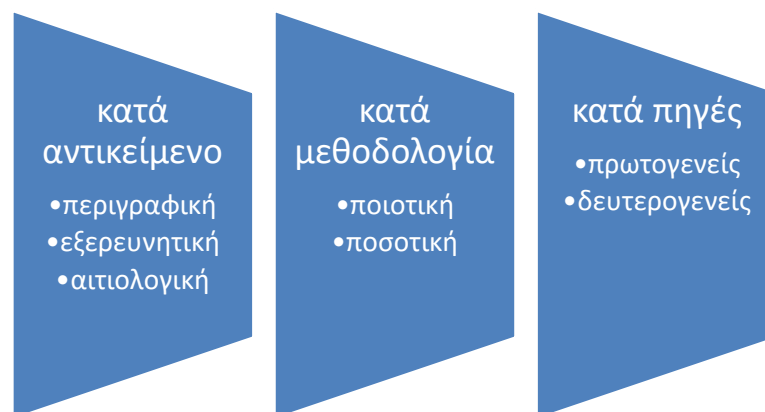 κατά
αντικείμενο
•περιγραφική
•εξερευνητική
•αιτιολογική
κατά
μεθοδολογία
•ποιοτική
•ποσοτική
κατά πηγές
•πρωτογενείς
•δευτερογενείς